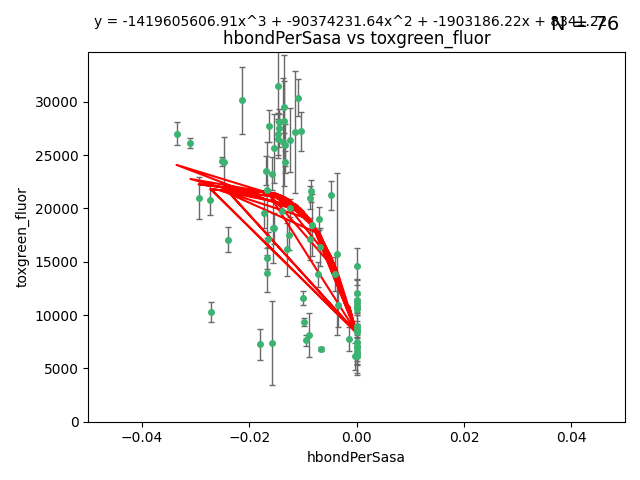 y = -1419605606.91x^3 + -90374231.64x^2 + -1903186.22x + 8341.22
N = 76
hbondPerSasa vs toxgreen_fluor
30000
25000
20000
15000
10000
5000
0
toxgreen_fluor
-0.04
-0.02
0.00
0.02
0.04
hbondPerSasa